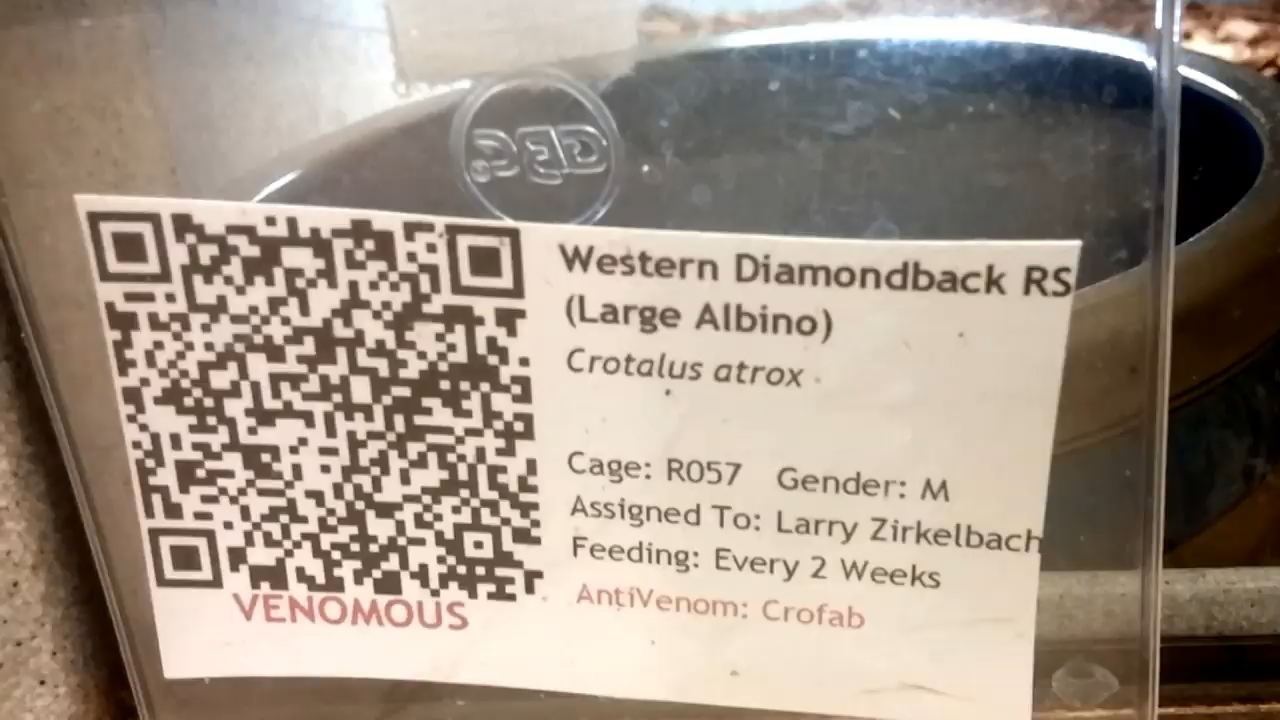 GBC
Western Diamondback RS
(Large Albino)
Crotalus atrox
Cage: R057 Gender: M
Assigned To: Larry Zirkelbach
Feeding: Every 2 Weeks
AntiVenom: Crofab
VENOMOUS